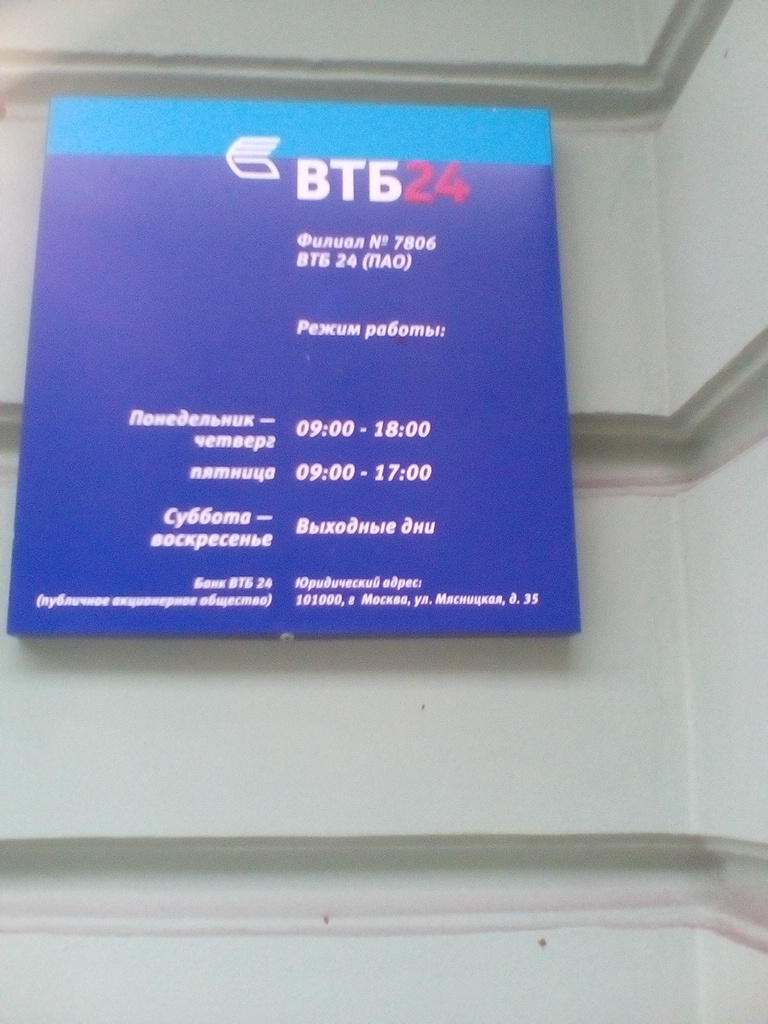 ВТБ24
Филиал № 7806
ВТБ 24 (ПАО)
Режим работы:
Понедельник —
четверг
09:00 - 18:00
пятница 09:00 - 17:00
Суббота —
воскресенье
Выходные дни
Банк ВТБ 24
(публичное акционерное общество)
Юридический адрес:
101000, г Москва, ул. Мясницкая, д. 35